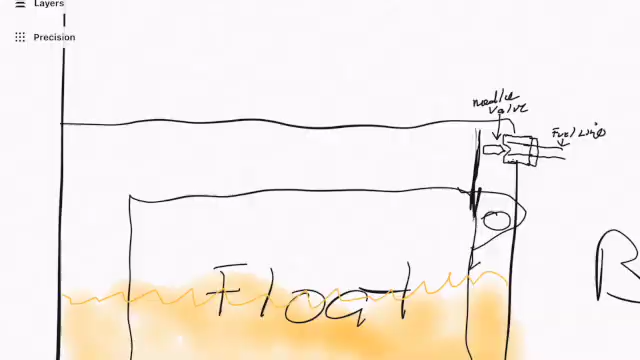 Layers
Precision
needle
valve
Fuel Line
Float
B